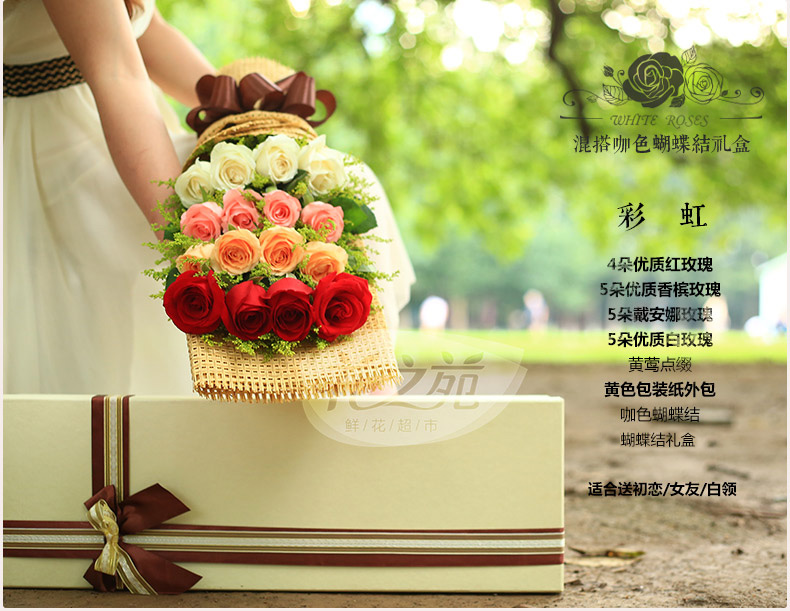 WHITE ROSES
混搭咖色蝴蝶結礼盒
彩 虹
4朵优质红玫瑰
5朵优质香槟玫瑰
5朵戴安娜玫瑰
5朵优质白玫瑰
黄莺点缀
黄色包装纸外包
咖色蝴蝶结
蝴蝶结礼盒
适合送初恋/女友/白领
花之苑
鲜/花/超/市